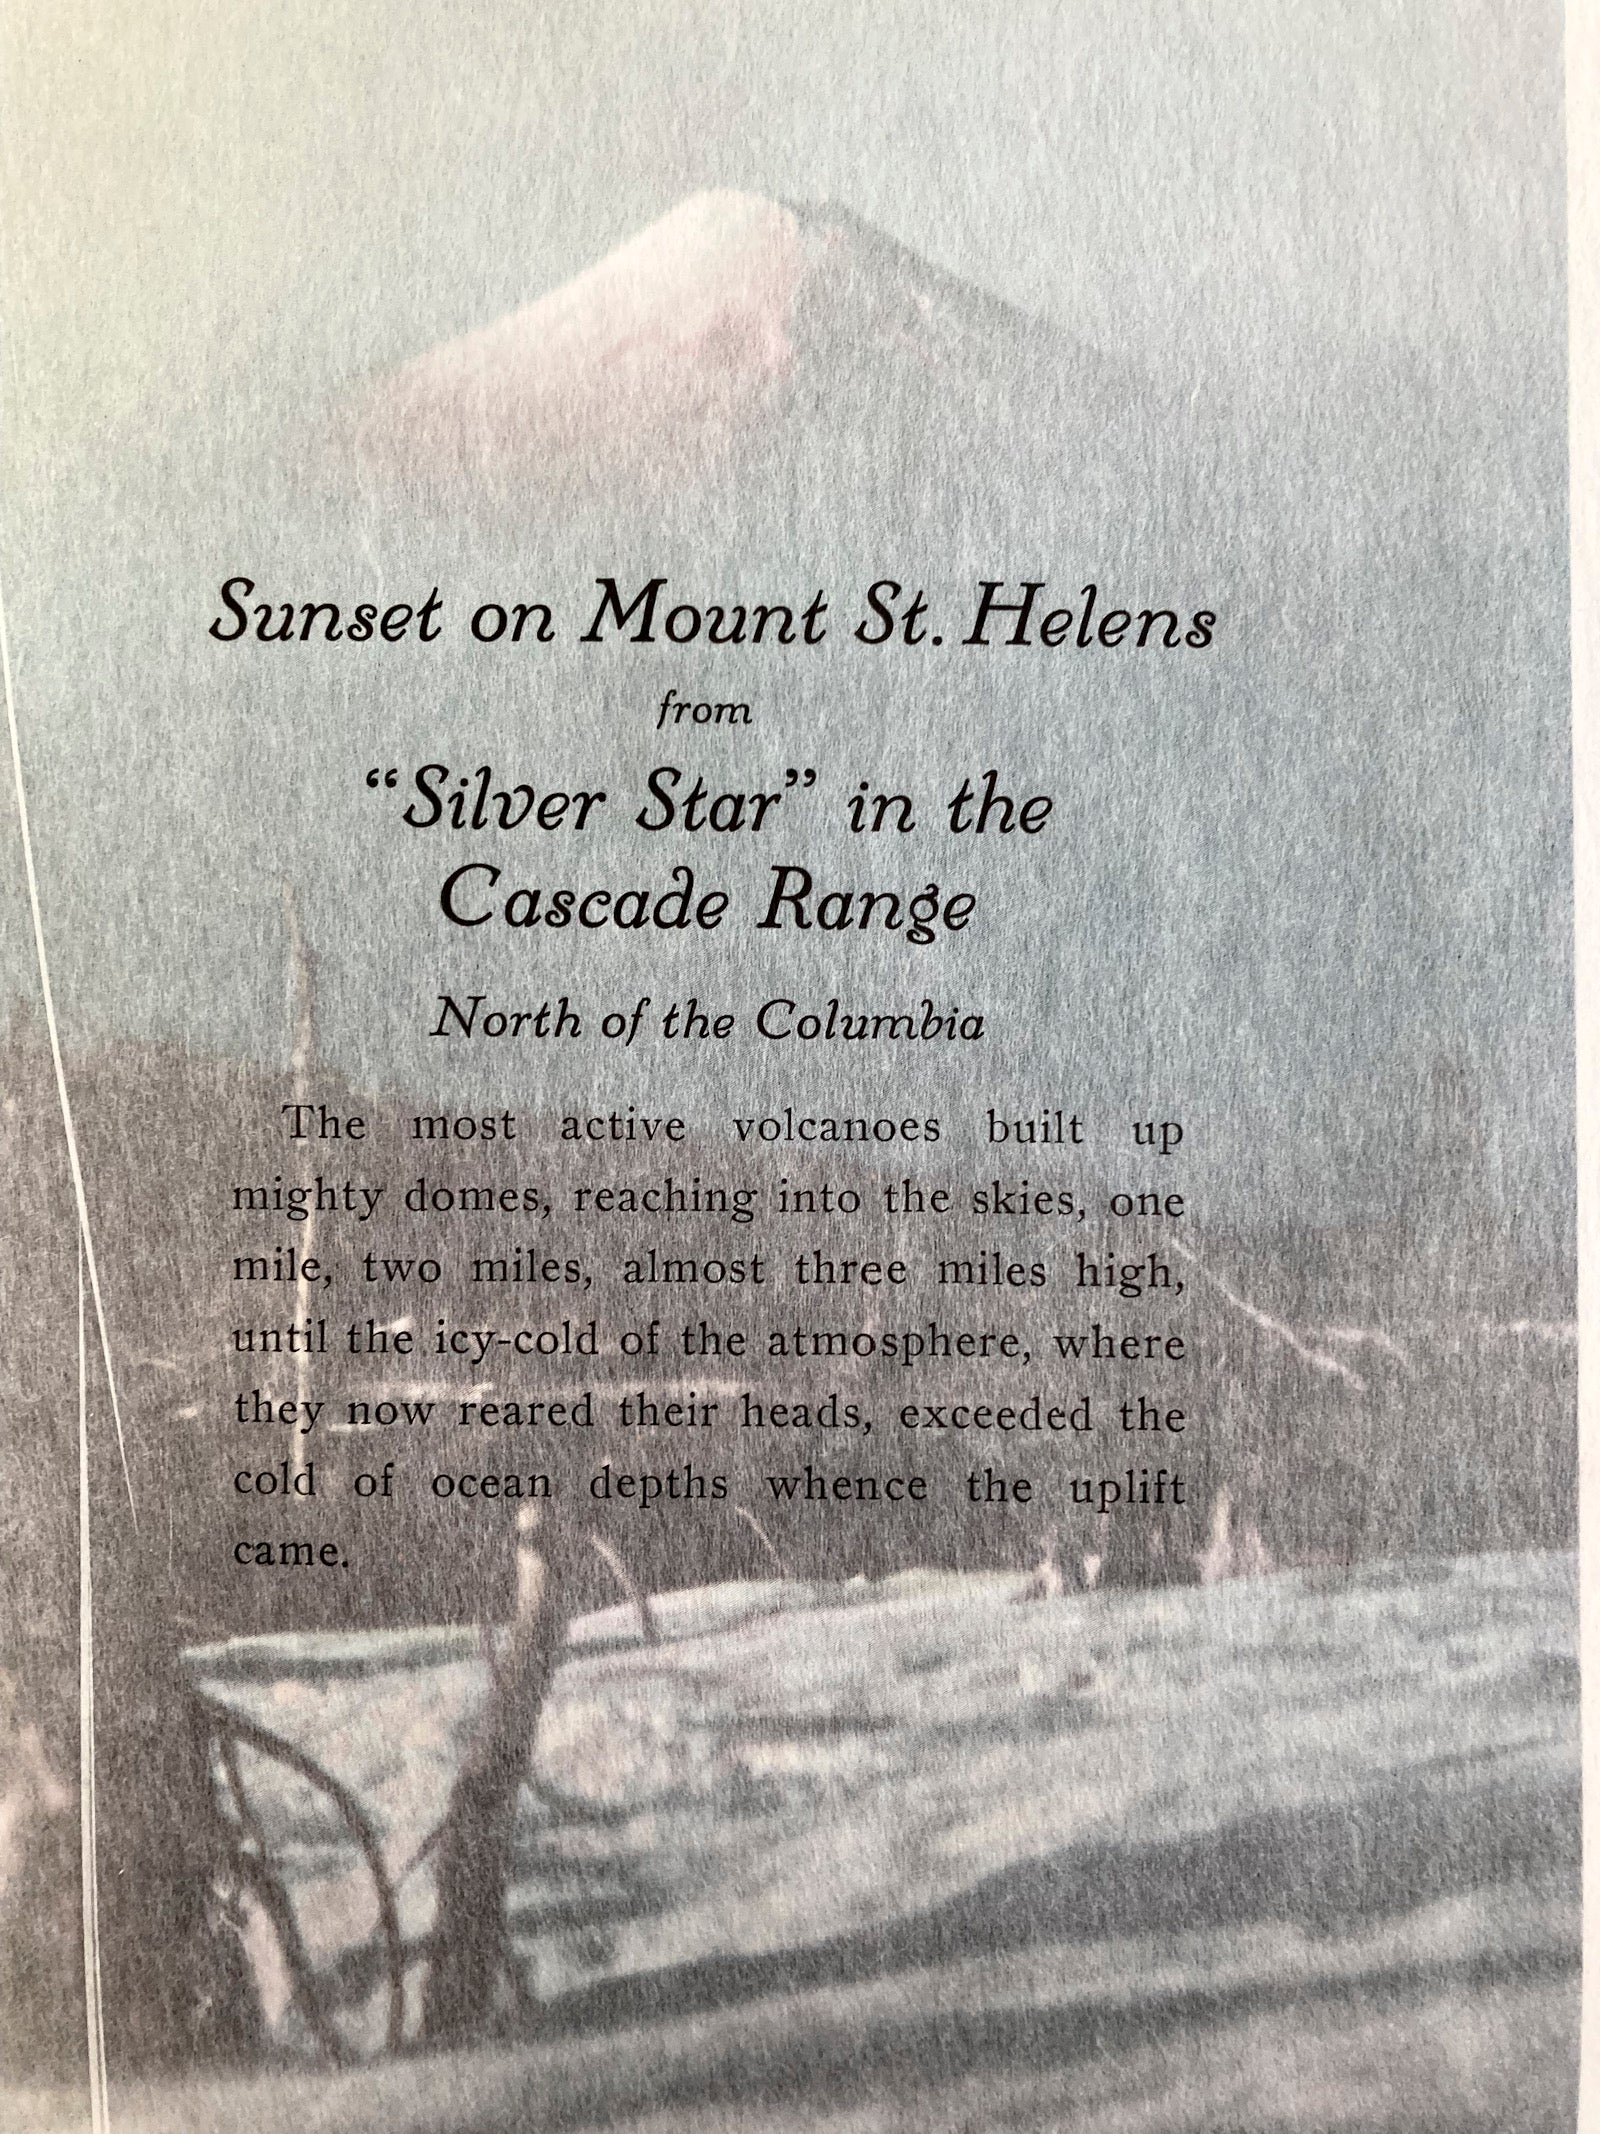 Sunset on Mount St. Helens
from
“Silver Star” in the
Cascade Range
North of the Columbia
The most active volcanoes built up
mighty domes, reaching into the skies, one
mile, two miles, almost three miles high,
until the icy-cold of the atmosphere, where
they now reared their heads, exceeded the
cold of ocean depths whence the uplift
came.